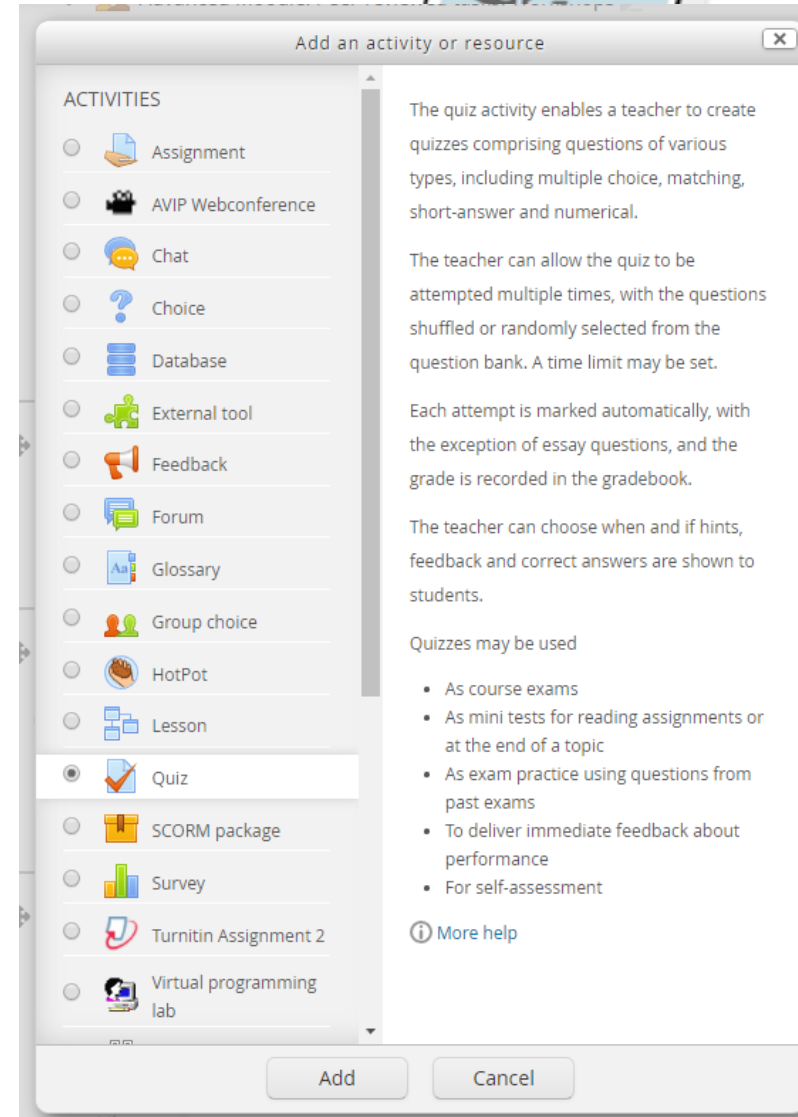 Add an activity or resource
ACTIVITIES
Assignment
AVIP Webconference
Chat
Choice
Database
External tool
Feedback
Forum
Aa
Glossary
Group choice
HotPot
Lesson
Quiz
SCORM package
Survey
Turnitin Assignment 2
Virtual programming
lab
The quiz activity enables a teacher to create
quizzes comprising questions of various
types, including multiple choice, matching,
short-answer and numerical.
The teacher can allow the quiz to be
attempted multiple times, with the questions
shuffled or randomly selected from the
question bank. A time limit may be set.
Each attempt is marked automatically, with
the exception of essay questions, and the
grade is recorded in the gradebook.
The teacher can choose when and if hints,
feedback and correct answers are shown to
students.
Quizzes may be used
• As course exams
• As mini tests for reading assignments or
at the end of a topic
• As exam practice using questions from
past exams
• To deliver immediate feedback about
performance
• For self-assessment
More help
Add
Cancel